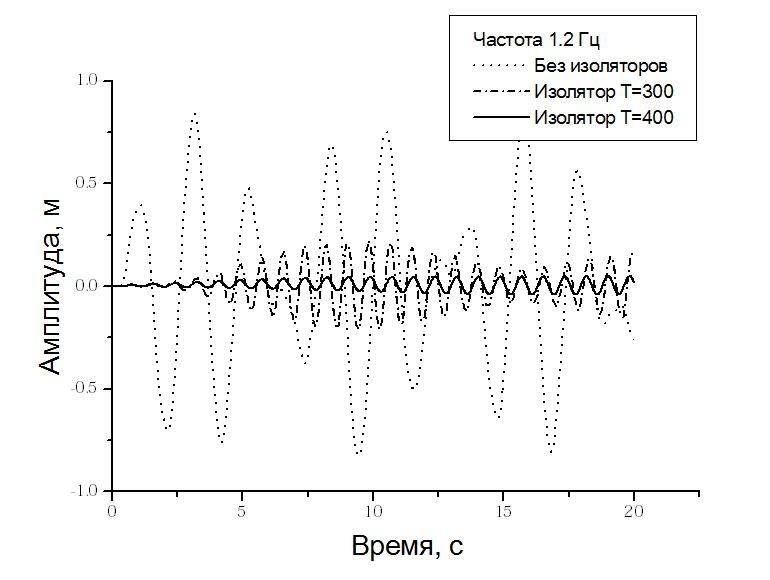 Частота 1.2 Гц
Без изоляторов
Изолятор T=300
Изолятор T=400
1.0
0.5
0.0
-0.5
-1.0
Амплитуда, м
0 5 10 15 20
Время, с